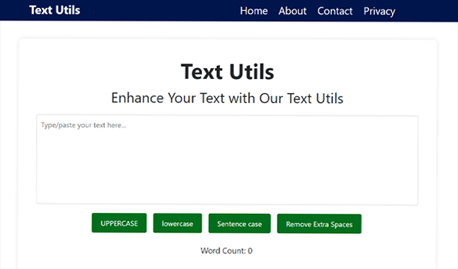 Text Utils Home About Contact Privacy
Text Utils
Enhance Your Text with Our Text Utils
Type/paste your text here...
UPPERCASE lowercase Sentence case Remove Extra Spaces
Word Count: 0